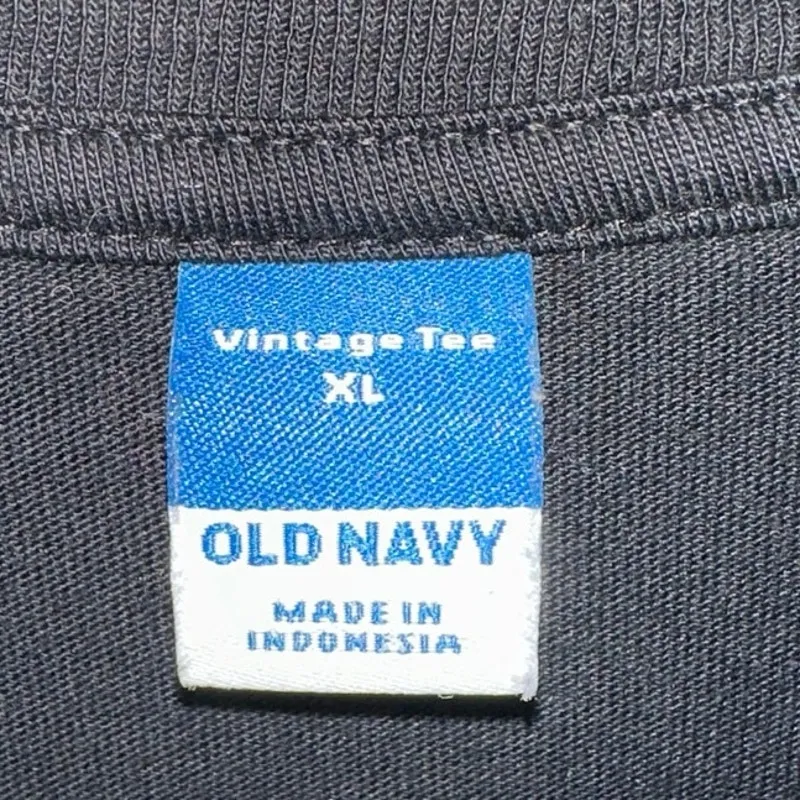 Vintage Tee
XL
OLD NAVY
MADE IN
INDONESIA